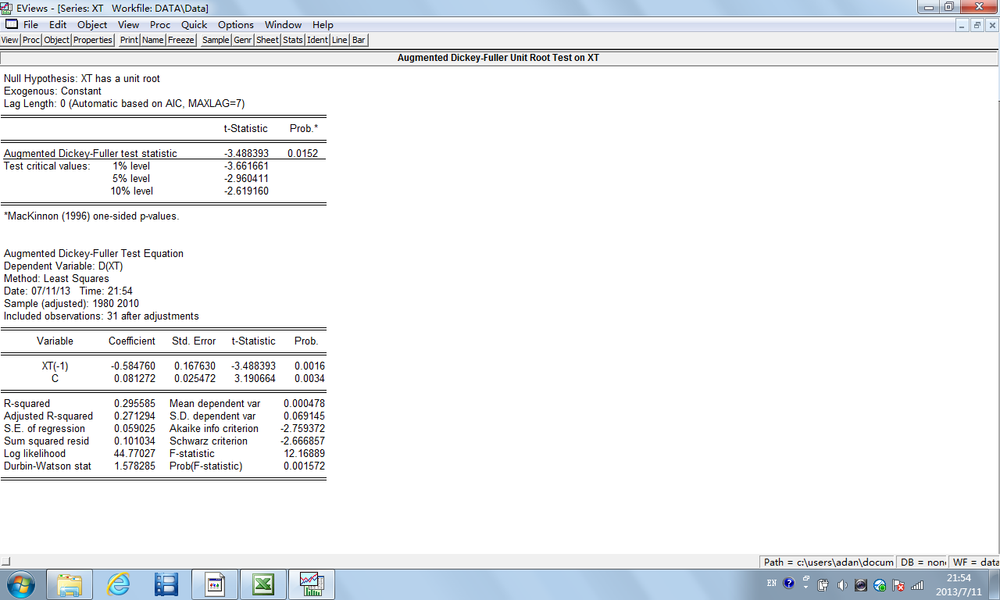 EViews - [Series: XT   Workfile: DATA\Data]
File Edit Object View Proc Quick Options Window Help
View Proc Object Properties Print Name Freeze Sample Genr Sheet Stats Ident Line Bar
Augmented Dickey-Fuller Unit Root Test on XT
Null Hypothesis: XT has a unit root
Exogenous: Constant
Lag Length: 0 (Automatic based on AIC, MAXLAG=7)
t-Statistic Prob.*
Augmented Dickey-Fuller test statistic -3.488393 0.0152
Test critical values: 1% level -3.661661
5% level -2.960411
10% level -2.619160
*MacKinnon (1996) one-sided p-values.
Augmented Dickey-Fuller Test Equation
Dependent Variable: D(XT)
Method: Least Squares
Date: 07/11/13   Time: 21:54
Sample (adjusted): 1980 2010
Included observations: 31 after adjustments
Variable Coefficient Std. Error t-Statistic Prob.
XT(-1) -0.584760 0.167630 -3.488393 0.0016
C 0.081272 0.025472 3.190664 0.0034
R-squared 0.295585 Mean dependent var 0.000478
Adjusted R-squared 0.271294 S.D. dependent var 0.069145
S.E. of regression 0.059025 Akaike info criterion -2.759372
Sum squared resid 0.101034 Schwarz criterion -2.666857
Log likelihood 44.77027 F-statistic 12.16889
Durbin-Watson stat 1.578285 Prob(F-statistic) 0.001572
Path = c:\users\adan\docum DB = non WF = data
EN 21:54
2013/7/11